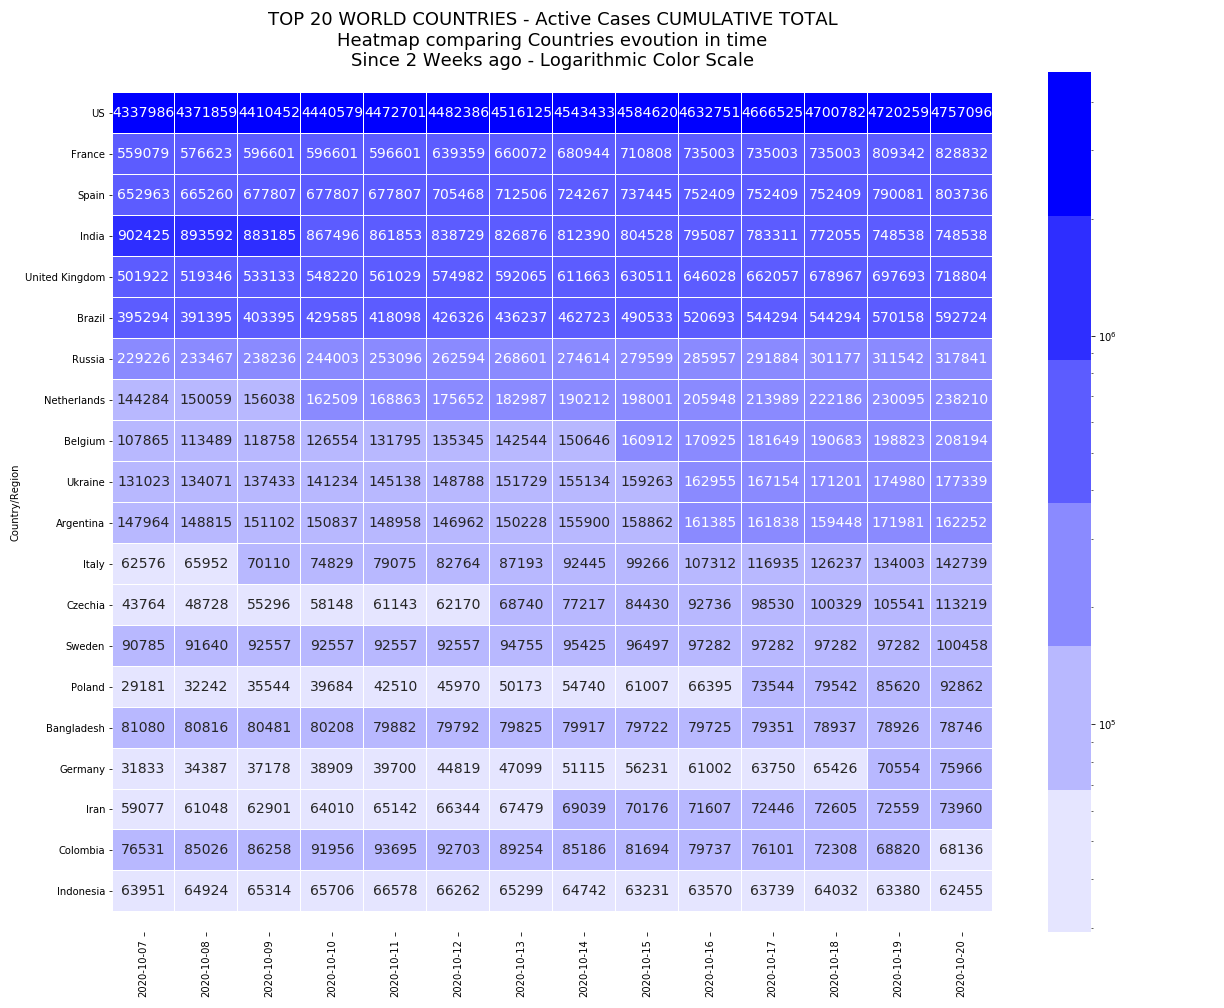 TOP 20 WORLD COUNTRIES - Active Cases CUMULATIVE TOTAL
Heatmap comparing Countries evoution in time
Since 2 Weeks ago - Logarithmic Color Scale
US 4337986 4371859 4410452 4440579 4472701 4482386 4516125 4543433 4584620 4632751 4666525 4700782 4720259 4757096
France 559079 576623 596601 596601 596601 639359 660072 680944 710808 735003 735003 735003 809342 828832
Spain 652963 665260 677807 677807 677807 705468 712506 724267 737445 752409 752409 752409 790081 803736
India 902425 893592 883185 867496 861853 838729 826876 812390 804528 795087 783311 772055 748538 748538
United Kingdom 501922 519346 533133 548220 561029 574982 592065 611663 630511 646028 662057 678967 697693 718804
Brazil 395294 391395 403395 429585 418098 426326 436237 462723 490533 520693 544294 544294 570158 592724
Russia 229226 233467 238236 244003 253096 262594 268601 274614 279599 285957 291884 301177 311542 317841
Netherlands 144284 150059 156038 162509 168863 175652 182987 190212 198001 205948 213989 222186 230095 238210
Belgium 107865 113489 118758 126554 131795 135345 142544 150646 160912 170925 181649 190683 198823 208194
Ukraine 131023 134071 137433 141234 145138 148788 151729 155134 159263 162955 167154 171201 174980 177339
Argentina 147964 148815 151102 150837 148958 146962 150228 155900 158862 161385 161838 159448 171981 162252
Italy 62576 65952 70110 74829 79075 82764 87193 92445 99266 107312 116935 126237 134003 142739
Czechia 43764 48728 55296 58148 61143 62170 68740 77217 84430 92736 98530 100329 105541 113219
Sweden 90785 91640 92557 92557 92557 92557 94755 95425 96497 97282 97282 97282 97282 100458
Poland 29181 32242 35544 39684 42510 45970 50173 54740 61007 66395 73544 79542 85620 92862
Bangladesh 81080 80816 80481 80208 79882 79792 79825 79917 79722 79725 79351 78937 78926 78746
Germany 31833 34387 37178 38909 39700 44819 47099 51115 56231 61002 63750 65426 70554 75966
Iran 59077 61048 62901 64010 65142 66344 67479 69039 70176 71607 72446 72605 72559 73960
Colombia 76531 85026 86258 91956 93695 92703 89254 85186 81694 79737 76101 72308 68820 68136
Indonesia 63951 64924 65314 65706 66578 66262 65299 64742 63231 63570 63739 64032 63380 62455
Country/Region
2020-10-07 2020-10-08 2020-10-09 2020-10-10 2020-10-11 2020-10-12 2020-10-13 2020-10-14 2020-10-15 2020-10-16 2020-10-17 2020-10-18 2020-10-19 2020-10-20
10⁶
10⁵